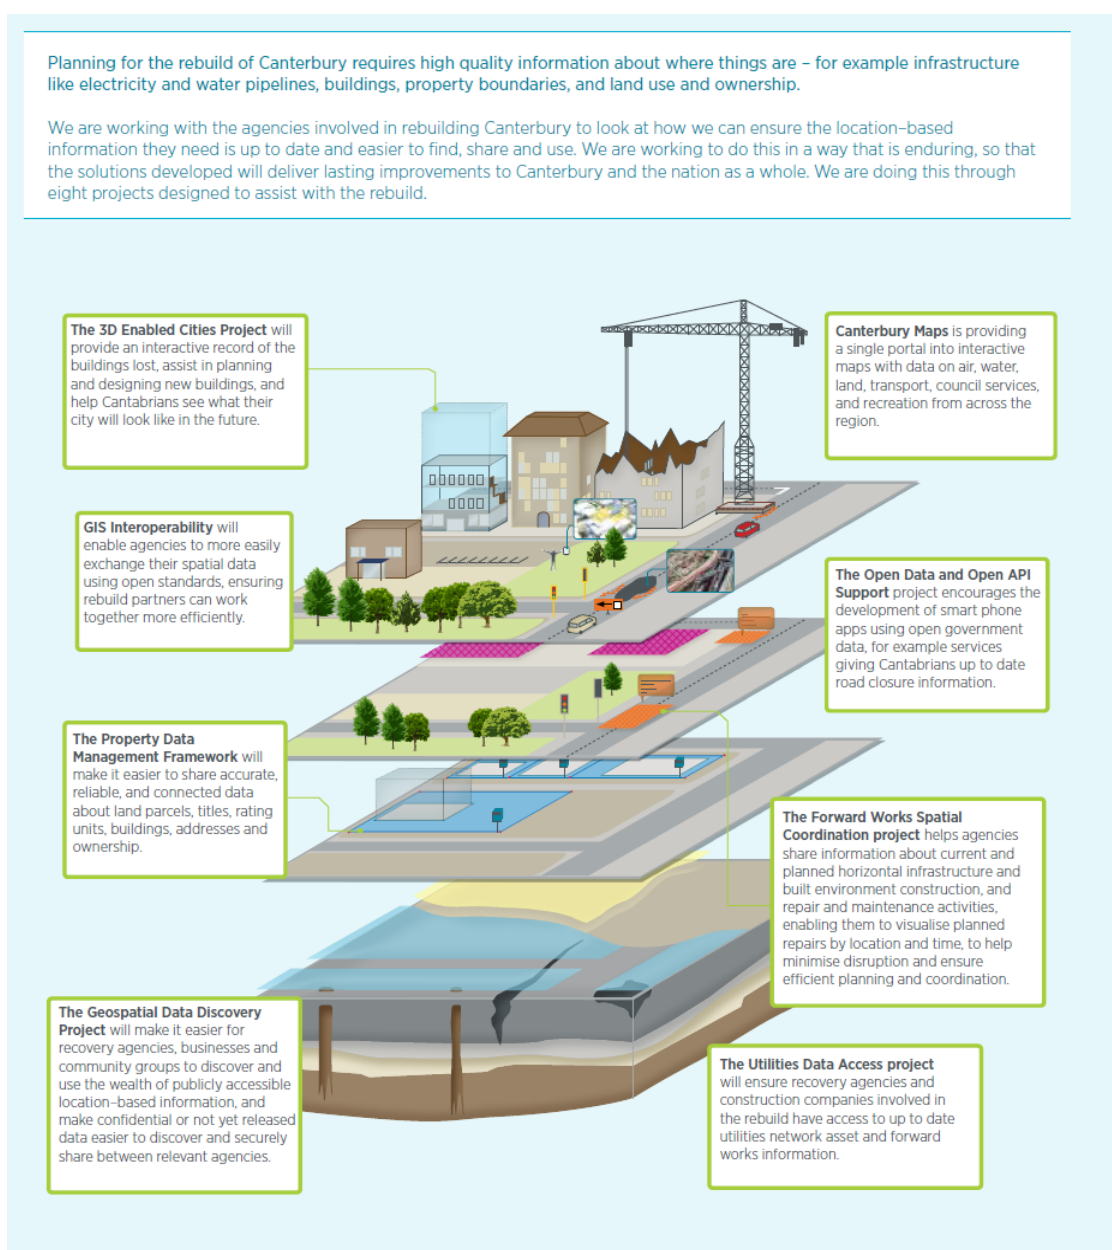 Planning for the rebuild of Canterbury requires high quality information about where things are – for example infrastructure
like electricity and water pipelines, buildings, property boundaries, and land use and ownership.
We are working with the agencies involved in rebuilding Canterbury to look at how we can ensure the location–based
information they need is up to date and easier to find, share and use. We are working to do this in a way that is enduring, so that
the solutions developed will deliver lasting improvements to Canterbury and the nation as a whole. We are doing this through
eight projects designed to assist with the rebuild.
The 3D Enabled Cities Project will
provide an interactive record of the
buildings lost, assist in planning
and designing new buildings, and
help Cantabrians see what their
city will look like in the future.
Canterbury Maps is providing
a single portal into interactive
maps with data on air, water,
land, transport, council services,
and recreation from across the
region.
GIS Interoperability will
enable agencies to more easily
exchange their spatial data
using open standards, ensuring
rebuild partners can work
together more efficiently.
The Open Data and Open API
Support project encourages the
development of smart phone
apps using open government
data, for example services
giving Cantabrians up to date
road closure information.
The Property Data
Management Framework will
make it easier to share accurate,
reliable, and connected data
about land parcels, titles, rating
units, buildings, addresses and
ownership.
The Forward Works Spatial
Coordination project helps agencies
share information about current and
planned horizontal infrastructure and
built environment construction, and
repair and maintenance activities,
enabling them to visualise planned
repairs by location and time, to help
minimise disruption and ensure
efficient planning and coordination.
The Geospatial Data Discovery
Project will make it easier for
recovery agencies, businesses and
community groups to discover and
use the wealth of publicly accessible
location–based information, and
make confidential or not yet released
data easier to discover and securely
share between relevant agencies.
The Utilities Data Access project
will ensure recovery agencies and
construction companies involved in
the rebuild have access to up to date
utilities network asset and forward
works information.